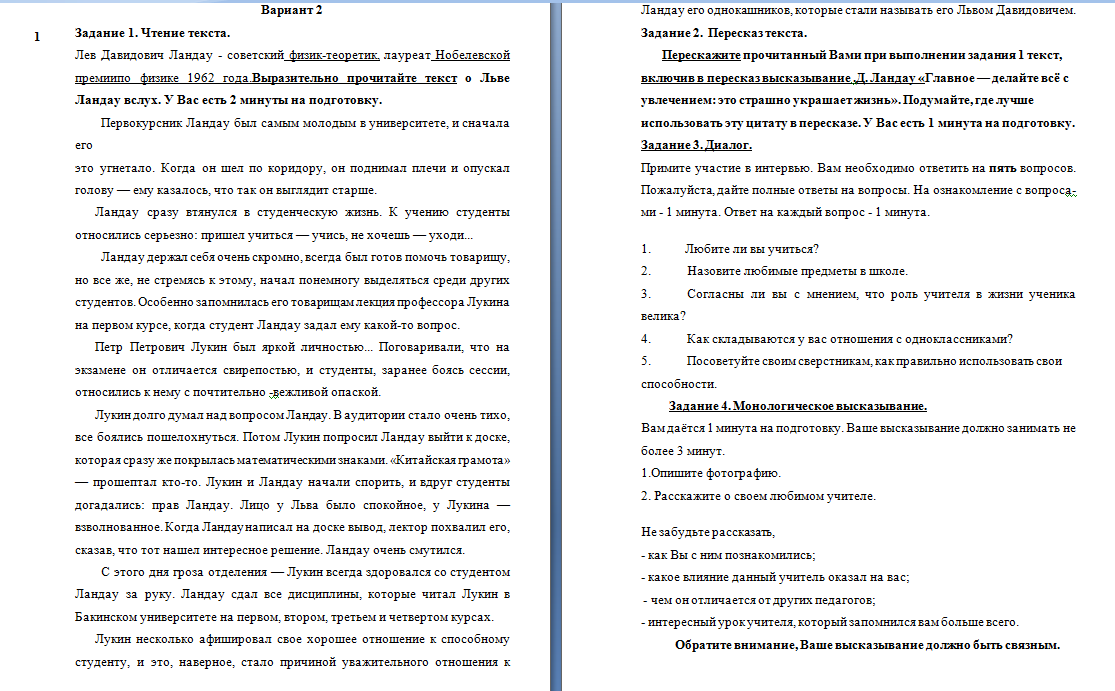 Вариант 2
1
Задание 1. Чтение текста.
Лев Давидович Ландау - советский физик-теоретик, лауреат Нобелевской
премиипо физике 1962 года.Выразительно прочитайте текст о Льве
Ландау вслух. У Вас есть 2 минуты на подготовку.
Первокурсник Ландау был самым молодым в университете, и сначала
его
это угнетало. Когда он шел по коридору, он поднимал плечи и опускал
голову — ему казалось, что так он выглядит старше.
Ландау сразу втянулся в студенческую жизнь. К учению студенты
относились серьезно: пришел учиться — учись, не хочешь — уходи...
Ландау держал себя очень скромно, всегда был готов помочь товарищу,
но все же, не стремясь к этому, начал понемногу выделяться среди других
студентов. Особенно запомнилась его товарищам лекция профессора Лукина
на первом курсе, когда студент Ландау задал ему какой-то вопрос.
Петр Петрович Лукин был яркой личностью... Поговаривали, что на
экзамене он отличается свирепостью, и студенты, заранее боясь сессии,
относились к нему с почтительно -вежливой опаской.
Лукин долго думал над вопросом Ландау. В аудитории стало очень тихо,
все боялись пошелохнуться. Потом Лукин попросил Ландау выйти к доске,
которая сразу же покрылась математическими знаками. «Китайская грамота»
— прошептал кто-то. Лукин и Ландау начали спорить, и вдруг студенты
догадались: прав Ландау. Лицо у Льва было спокойное, у Лукина —
взволнованное. Когда Ландау написал на доске вывод, лектор похвалил его,
сказав, что тот нашел интересное решение. Ландау очень смутился.
С этого дня гроза отделения — Лукин всегда здоровался со студентом
Ландау за руку. Ландау сдал все дисциплины, которые читал Лукин в
Бакинском университете на первом, втором, третьем и четвертом курсах.
Лукин несколько афишировал свое хорошее отношение к способному
студенту, и это, наверное, стало причиной уважительного отношения к
Ландау его однокашников, которые стали называть его Львом Давидовичем.
Задание 2. Пересказ текста.
Перескажите прочитанный Вами при выполнении задания 1 текст,
включив в пересказ высказывание Д. Ландау «Главное — делайте всё с
увлечением: это страшно украшает жизнь». Подумайте, где лучше
использовать эту цитату в пересказе. У Вас есть 1 минута на подготовку.
Задание 3. Диалог.
Примите участие в интервью. Вам необходимо ответить на пять вопросов.
Пожалуйста, дайте полные ответы на вопросы. На ознакомление с вопроса-
ми - 1 минута. Ответ на каждый вопрос - 1 минута.
1. Любите ли вы учиться?
2. Назовите любимые предметы в школе.
3. Согласны ли вы с мнением, что роль учителя в жизни ученика
велика?
4. Как складываются у вас отношения с одноклассниками?
5. Посоветуйте своим сверстникам, как правильно использовать свои
способности.
Задание 4. Монологическое высказывание.
Вам даётся 1 минута на подготовку. Ваше высказывание должно занимать не
более 3 минут.
1.Опишите фотографию.
2. Расскажите о своем любимом учителе.
Не забудьте рассказать,
- как Вы с ним познакомились;
- какое влияние данный учитель оказал на вас;
- чем он отличается от других педагогов;
- интересный урок учителя, который запомнился вам больше всего.
Обратите внимание, Ваше высказывание должно быть связным.